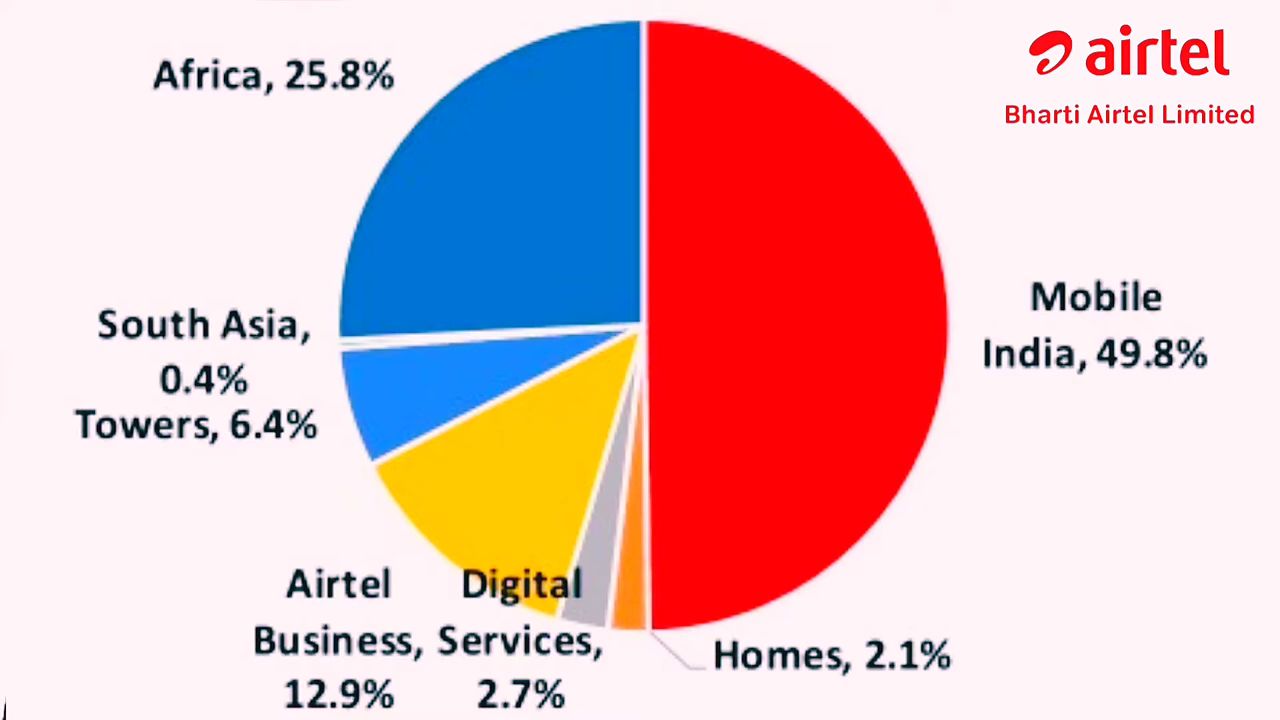 airtel
Bharti Airtel Limited
Africa, 25.8%
Mobile
India, 49.8%
South Asia,
0.4%
Towers, 6.4%
Airtel
Business,
12.9%
Digital
Services,
2.7%
Homes, 2.1%